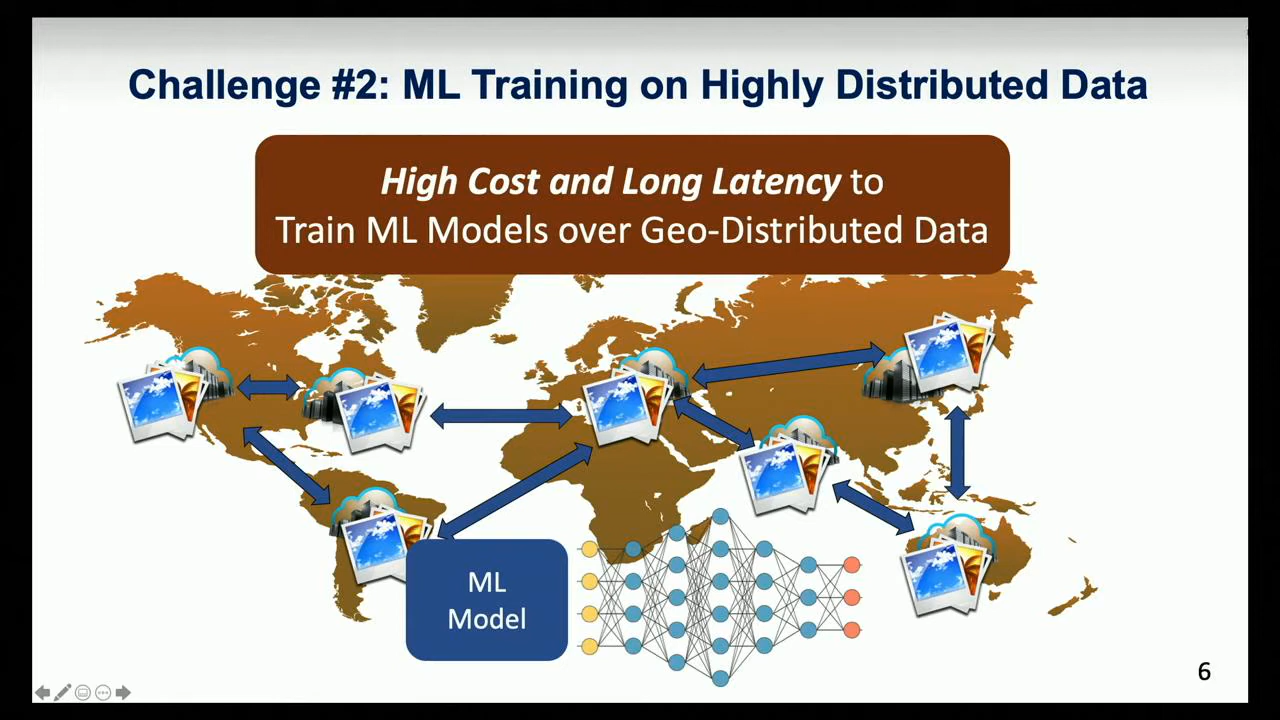 Challenge #2: ML Training on Highly Distributed Data
High Cost and Long Latency to
Train ML Models over Geo-Distributed Data
ML
Model
6